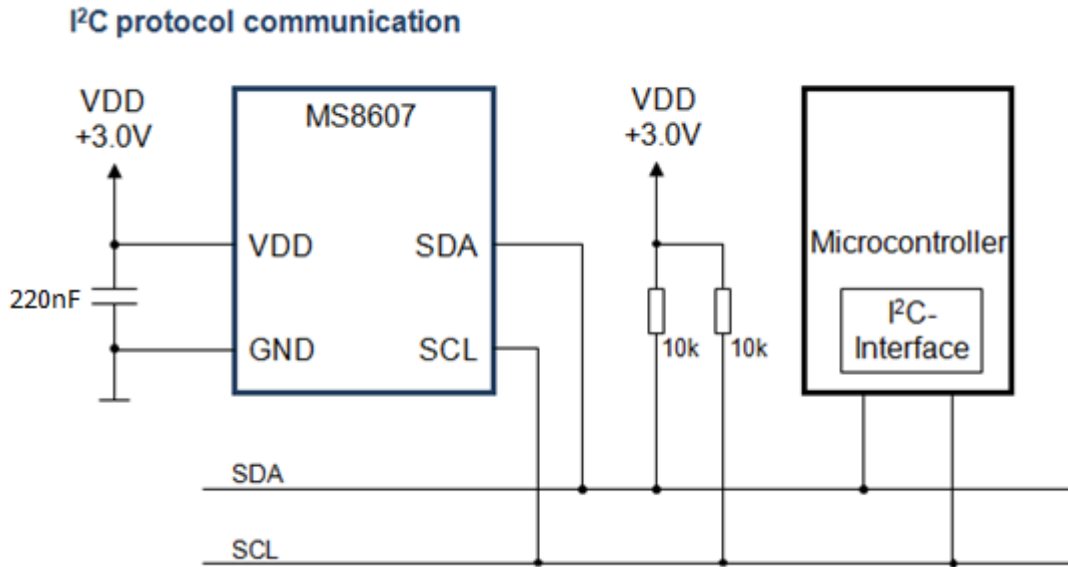 I²C protocol communication
VDD
+3.0V
MS8607
VDD
SDA
220nF
GND
SCL
VDD
+3.0V
10k
10k
Microcontroller
I²C-
Interface
SDA
SCL